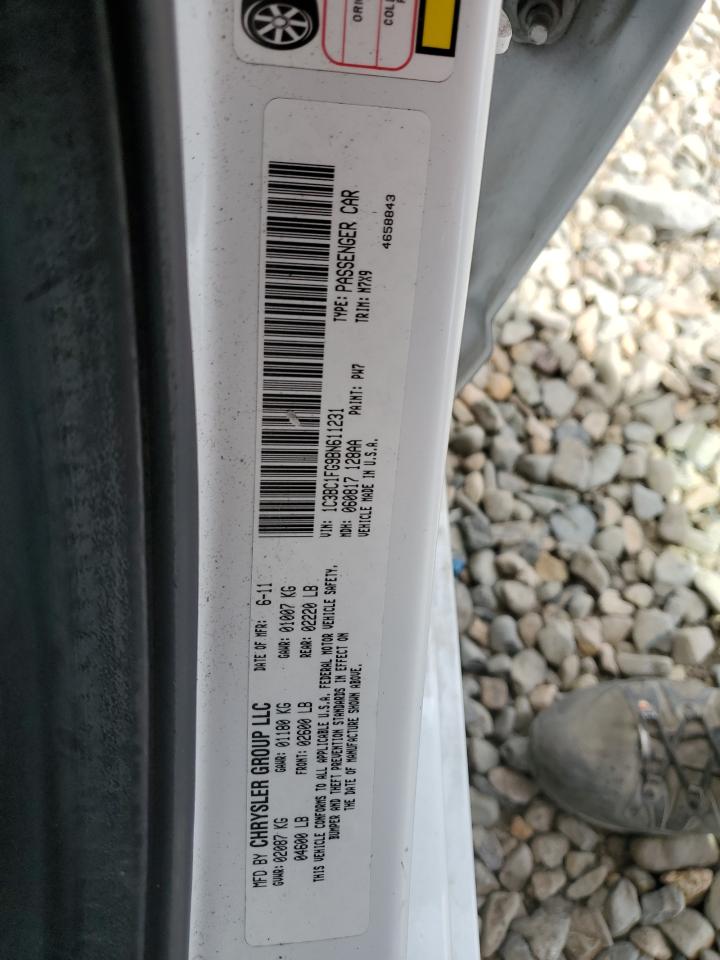 MFD BY CHRYSLER GROUP LLC DATE OF MFR: 6-11
GVWR: 02087 KG GAWR: 01180 KG GAWR: 01007 KG
04600 LB FRONT: 02600 LB REAR: 02220 LB
THIS VEHICLE CONFORMS TO ALL APPLICABLE U.S.A. FEDERAL MOTOR VEHICLE SAFETY,
BUMPER AND THEFT PREVENTION STANDARDS IN EFFECT ON
THE DATE OF MANUFACTURE SHOWN ABOVE.
VIN: 1C3BC1FG9BN611231 TYPE: PASSENGER CAR
MDH: 060817 128AA PAINT: PW7 TRIM: M7X9
VEHICLE MADE IN U.S.A.
4658843